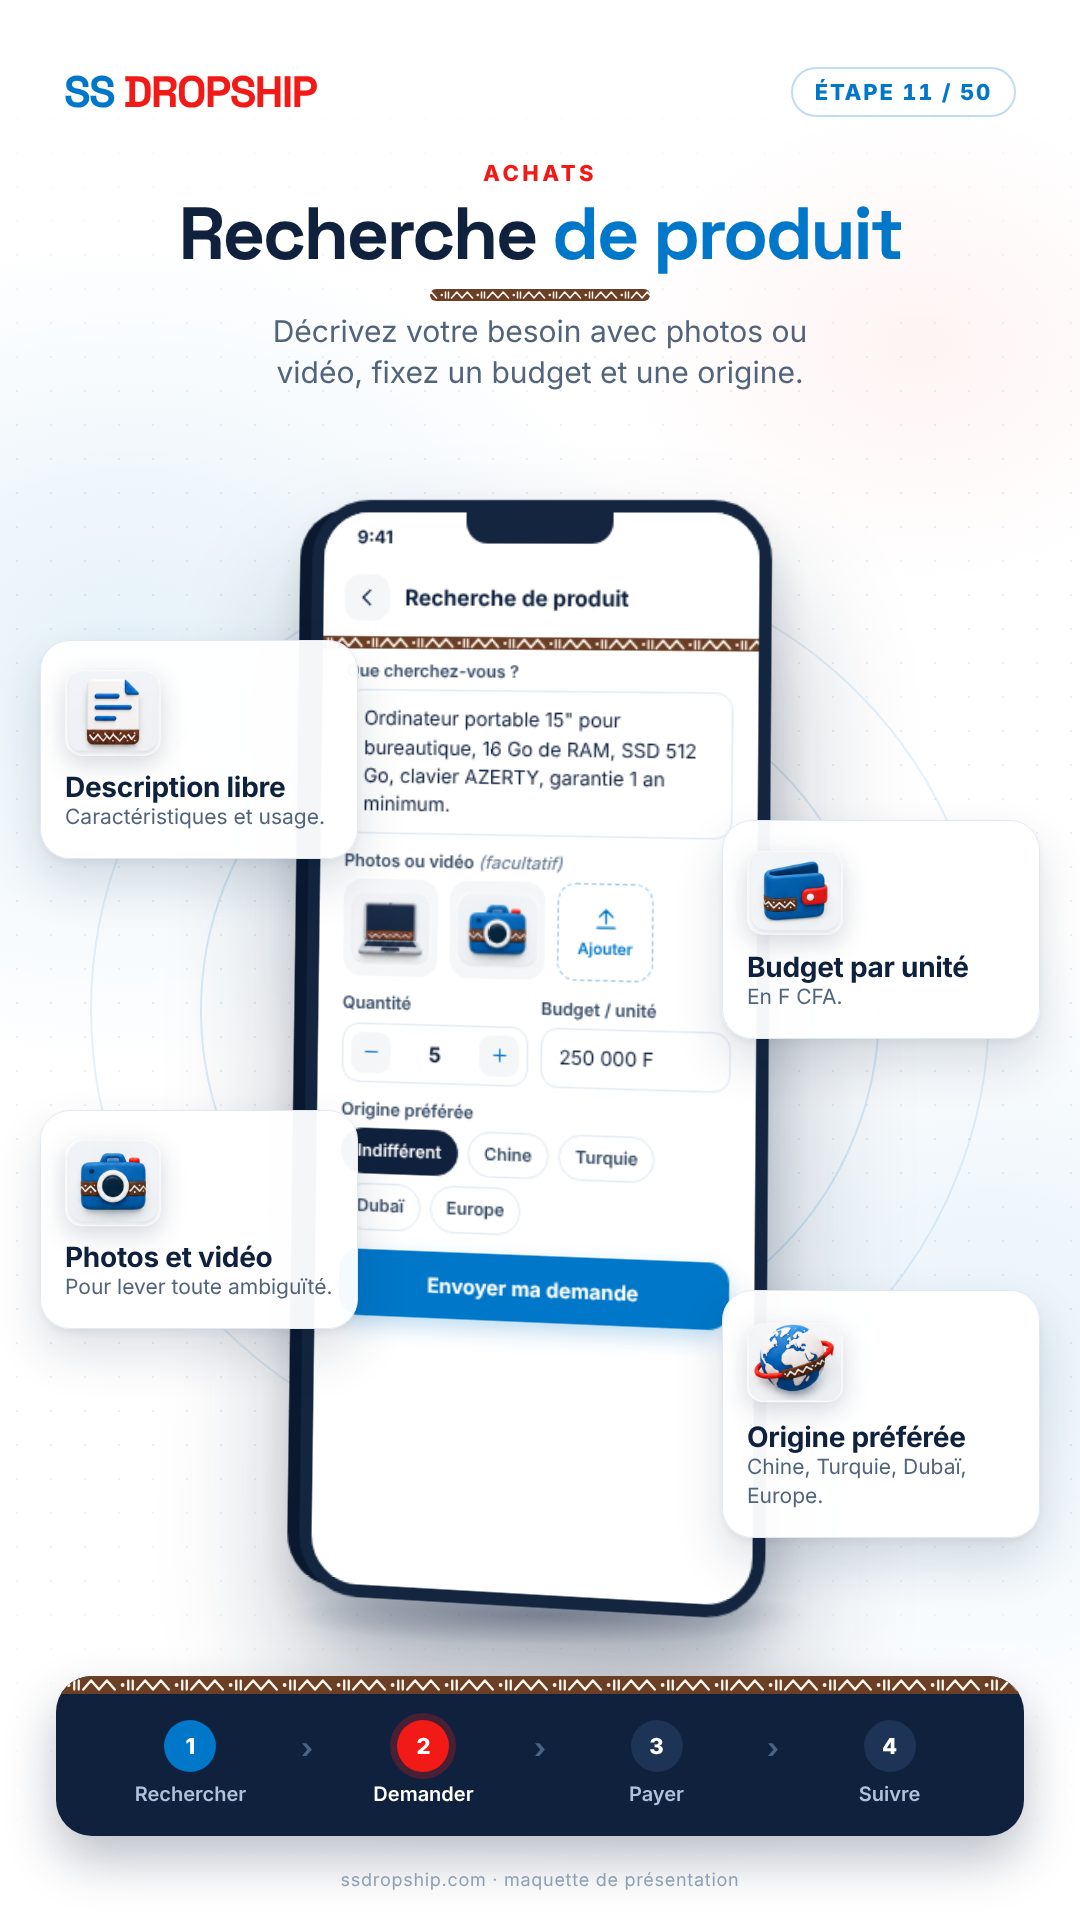 SS DROPSHIP
ÉTAPE 11 / 50
ACHATS
Recherche de produit
Décrivez votre besoin avec photos ou
vidéo, fixez un budget et une origine.
9:41
Recherche de produit
Que cherchez-vous ?
Ordinateur portable 15" pour
bureautique, 16 Go de RAM, SSD 512
Go, clavier AZERTY, garantie 1 an
minimum.
Description libre
Caractéristiques et usage.
Photos ou vidéo (facultatif)
Ajouter
Budget par unité
En F CFA.
Quantité
Budget / unité
− 5 +
250 000 F
Origine préférée
Indifférent
Chine
Turquie
Dubaï
Europe
Photos et vidéo
Pour lever toute ambiguïté.
Envoyer ma demande
Origine préférée
Chine, Turquie, Dubaï,
Europe.
1 › 2 › 3 › 4
Rechercher
Demander
Payer
Suivre
ssdropship.com · maquette de présentation